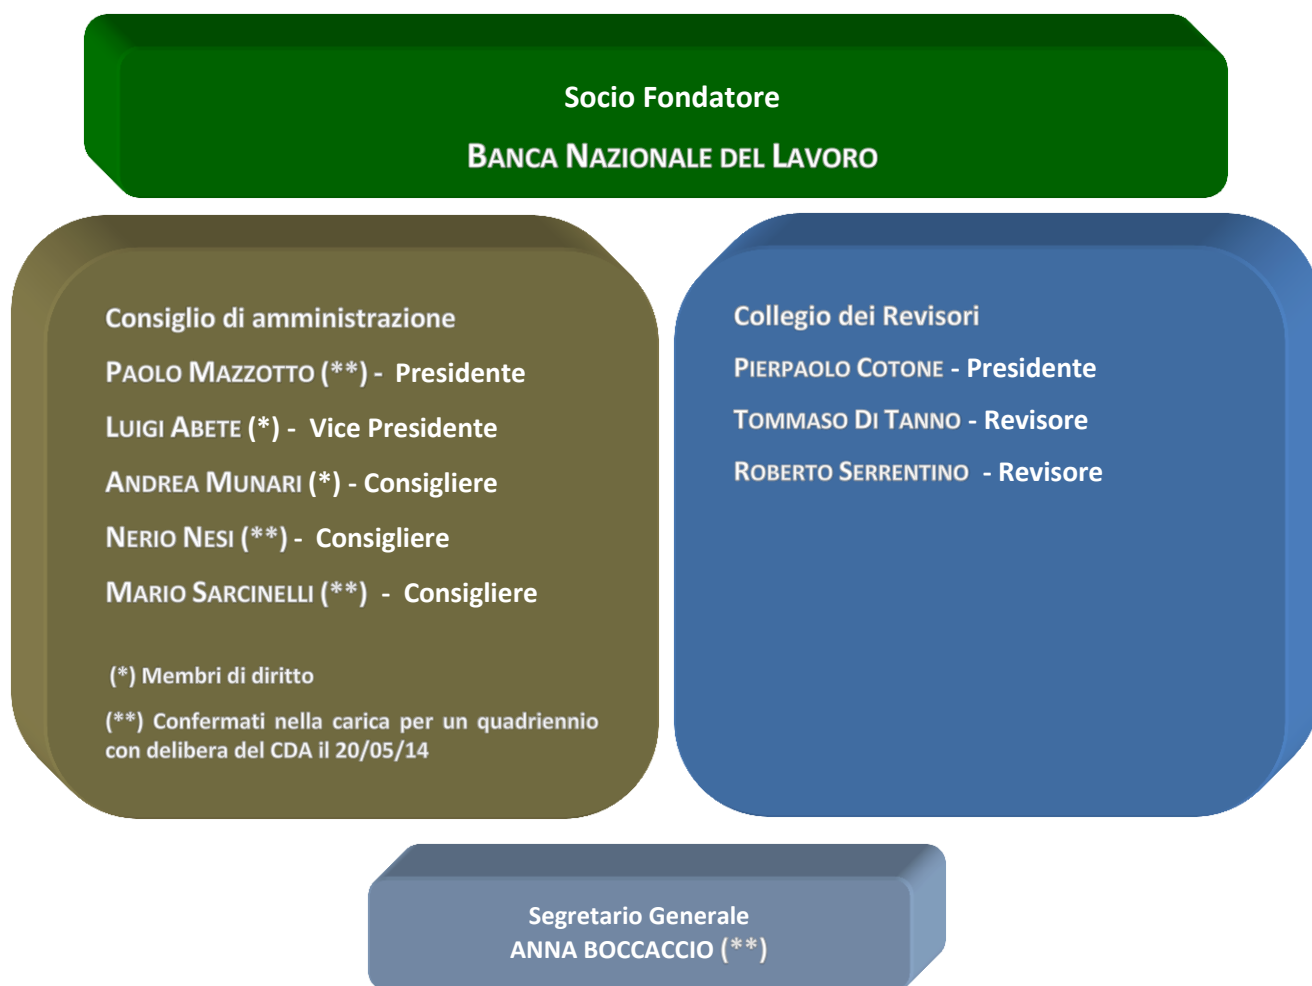 Socio Fondatore
BANCA NAZIONALE DEL LAVORO
Consiglio di amministrazione
PAOLO MAZZOTTO (**) - Presidente
LUIGI ABETE (*) - Vice Presidente
ANDREA MUNARI (*) - Consigliere
NERIO NESI (**) - Consigliere
MARIO SARCINELLI (**) - Consigliere
(*) Membri di diritto
(**) Confermati nella carica per un quadriennio
con delibera del CDA il 20/05/14
Collegio dei Revisori
PIERPAOLO COTONE - Presidente
TOMMASO DI TANNO - Revisore
ROBERTO SERRENTINO - Revisore
Segretario Generale
ANNA BOCCACCIO (**)